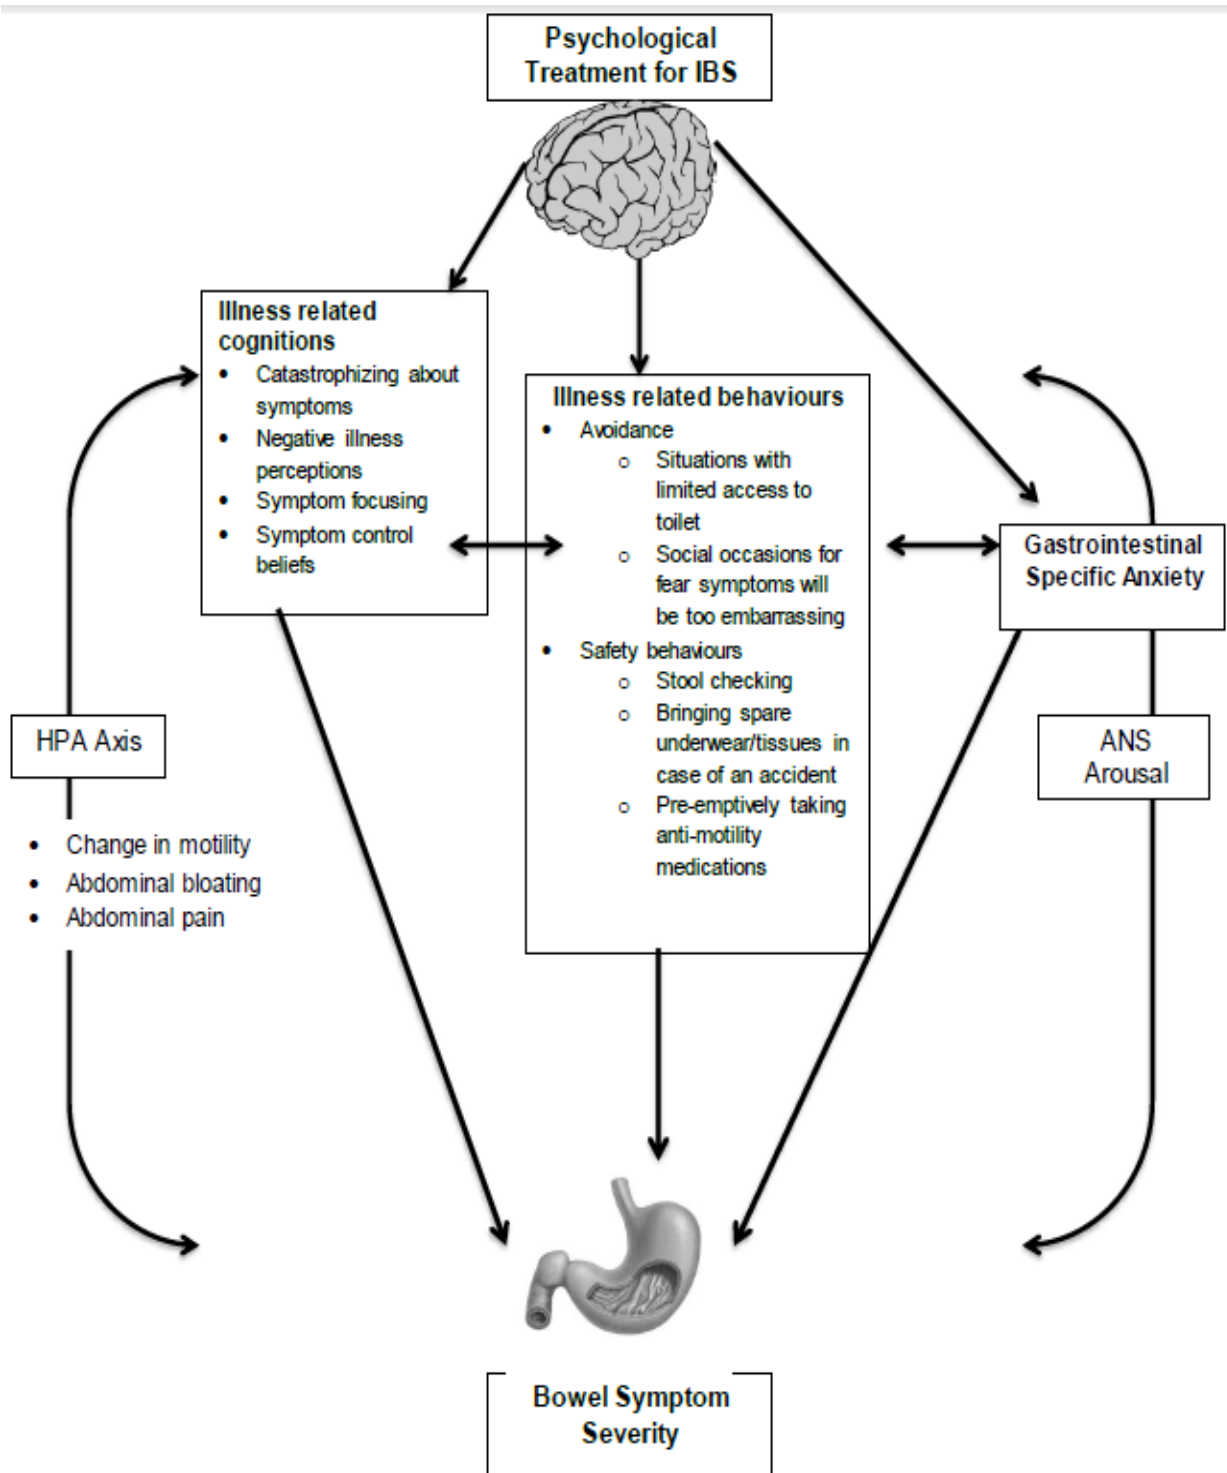 Psychological
Treatment for IBS
Illness related
cognitions
• Catastrophizing about
symptoms
• Negative illness
perceptions
• Symptom focusing
• Symptom control
beliefs
Illness related behaviours
• Avoidance
o Situations with
limited access to
toilet
o Social occasions for
fear symptoms will
be too embarrassing
• Safety behaviours
o Stool checking
o Bringing spare
underwear/tissues in
case of an accident
o Pre-emptively taking
anti-motility
medications
Gastrointestinal
Specific Anxiety
HPA Axis
• Change in motility
• Abdominal bloating
• Abdominal pain
ANS
Arousal
Bowel Symptom
Severity